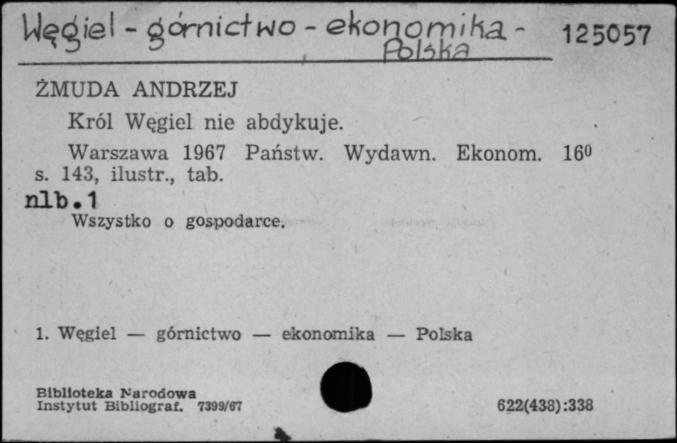 Węgiel - górnictwo - ekonomika - 125057
Polska
ŻMUDA ANDRZEJ
Król Węgiel nie abdykuje.
Warszawa 1967 Państw. Wydawn. Ekonom. 16⁰
s. 143, ilustr., tab.
nlb.1
Wszystko o gospodarce.
1. Węgiel — górnictwo — ekonomika — Polska
Biblioteka Narodowa
Instytut Bibliograf. 7399/67 622(438):338